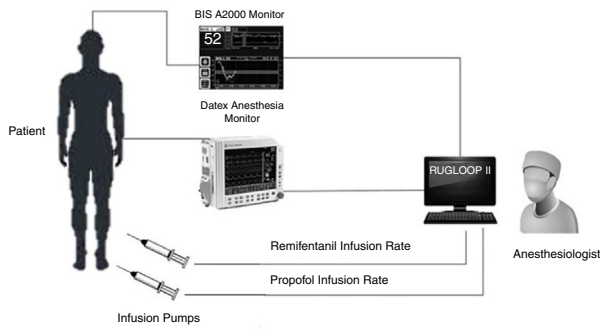 BIS A2000 Monitor
52
Datex Anesthesia
Monitor
Patient
RUGLOOP II
Remifentanil Infusion Rate
Anesthesiologist
Propofol Infusion Rate
Infusion Pumps